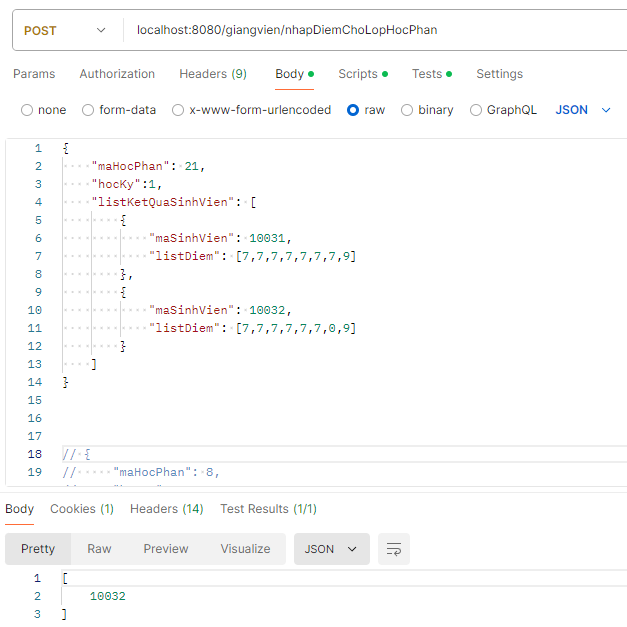 POST localhost:8080/giangvien/nhapDiemChoLopHocPhan
Params Authorization Headers (9) Body Scripts Tests Settings
none form-data x-www-form-urlencoded raw binary GraphQL JSON
1 {
2 "maHocPhan": 21,
3 "hocKy":1,
4 "listKetQuaSinhVien": [
5 {
6 "maSinhVien": 10031,
7 "listDiem": [7,7,7,7,7,7,7,9]
8 },
9 {
10 "maSinhVien": 10032,
11 "listDiem": [7,7,7,7,7,7,0,9]
12 }
13 ]
14 }
15
16
17
18 // {
19 // "maHocPhan": 8,
Body Cookies (1) Headers (14) Test Results (1/1)
Pretty Raw Preview Visualize JSON
1 [
2 10032
3 ]